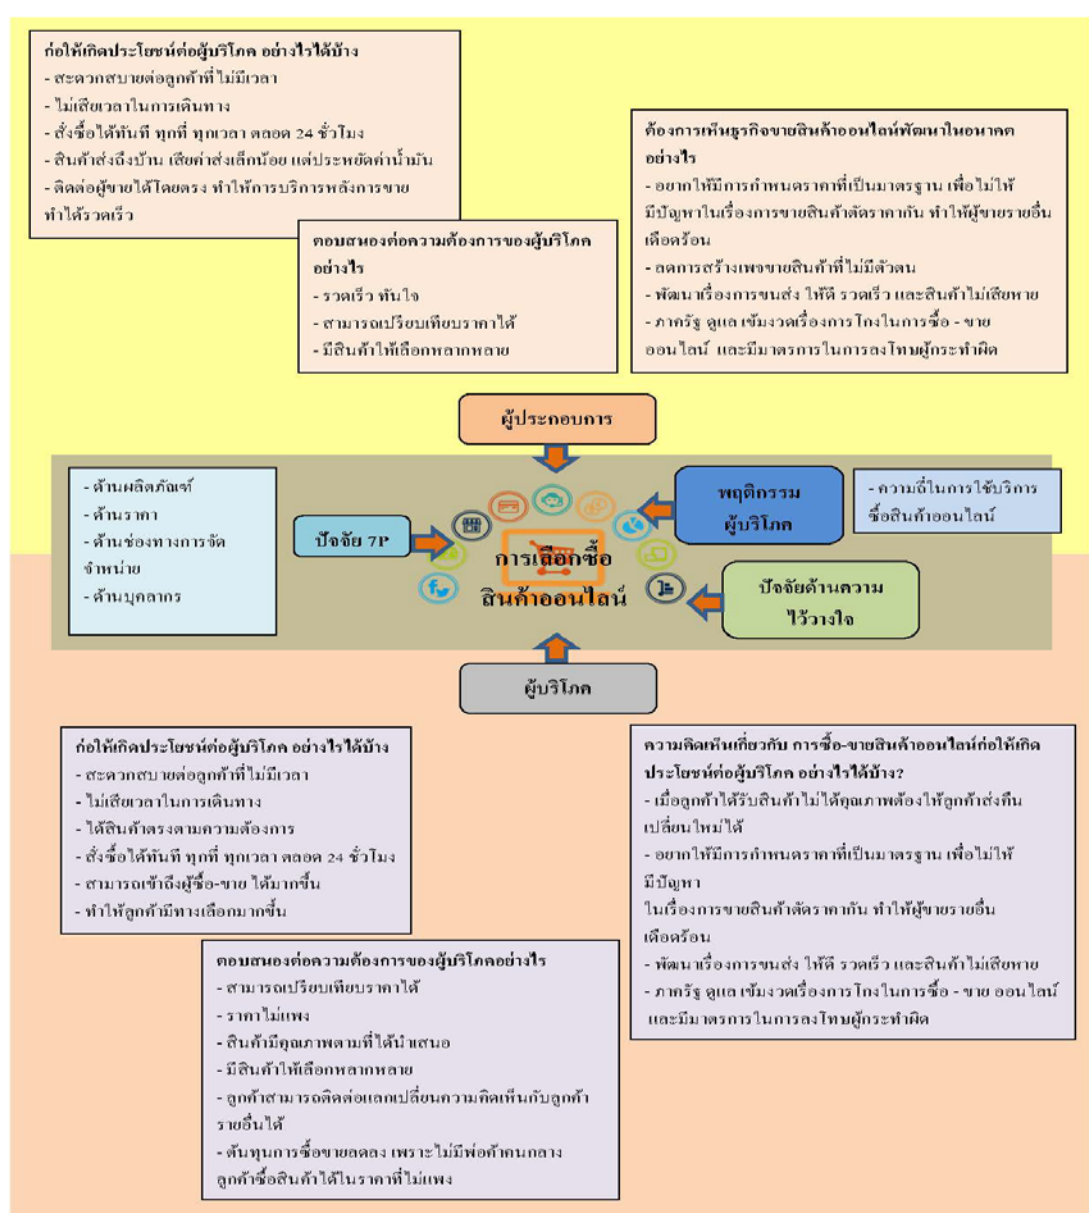 ก่อให้เกิดประโยชน์ต่อผู้บริโภค อย่างไรได้บ้าง
- สะดวกสบายต่อลูกค้าที่ไม่มีเวลา
- ไม่เสียเวลาในการเดินทาง
- สั่งซื้อได้ทันที ทุกที่ ทุกเวลา ตลอด 24 ชั่วโมง
- สินค้าส่งถึงบ้าน เสียค่าส่งเล็กน้อย แต่ประหยัดค่าน้ำมัน
- ติดต่อผู้ขายได้โดยตรง ทำให้การบริการหลังการขาย
ทำได้รวดเร็ว
ตอบสนองต่อความต้องการของผู้บริโภค
อย่างไร
- รวดเร็ว ทันใจ
- สามารถเปรียบเทียบราคาได้
- มีสินค้าให้เลือกหลากหลาย
ต้องการเห็นธุรกิจขายสินค้าออนไลน์พัฒนาในอนาคต
อย่างไร
- อยากให้มีการกำหนดราคาที่เป็นมาตรฐาน เพื่อไม่ให้
มีปัญหาในเรื่องการขายสินค้าตัดราคากัน ทำให้ผู้ขายรายอื่น
เดือดร้อน
- ลดการสร้างเพจขายสินค้าที่ไม่มีตัวตน
- พัฒนาเรื่องการขนส่ง ให้ดี รวดเร็ว และสินค้าไม่เสียหาย
- ภาครัฐ ดูแล เข้มงวดเรื่องการโกงในการซื้อ - ขาย
ออนไลน์ และมีมาตรการในการลงโทษผู้กระทำผิด
ผู้ประกอบการ
- ด้านผลิตภัณฑ์
- ด้านราคา
- ด้านช่องทางการจัด
จำหน่าย
- ด้านบุคลากร
ปัจจัย 7P
การเลือกซื้อ
สินค้าออนไลน์
พฤติกรรม
ผู้บริโภค
- ความถี่ในการใช้บริการ
ซื้อสินค้าออนไลน์
ปัจจัยด้านความ
ไว้วางใจ
ผู้บริโภค
ก่อให้เกิดประโยชน์ต่อผู้บริโภค อย่างไรได้บ้าง
- สะดวกสบายต่อลูกค้าที่ไม่มีเวลา
- ไม่เสียเวลาในการเดินทาง
- ได้สินค้าตรงตามความต้องการ
- สั่งซื้อได้ทันที ทุกที่ ทุกเวลา ตลอด 24 ชั่วโมง
- สามารถเข้าถึงผู้ซื้อ-ขาย ได้มากขึ้น
- ทำให้ลูกค้ามีทางเลือกมากขึ้น
ตอบสนองต่อความต้องการของผู้บริโภคอย่างไร
- สามารถเปรียบเทียบราคาได้
- ราคาไม่แพง
- สินค้ามีคุณภาพตามที่ได้นำเสนอ
- มีสินค้าให้เลือกหลากหลาย
- ลูกค้าสามารถติดต่อแลกเปลี่ยนความคิดเห็นกับลูกค้า
รายอื่นได้
- ต้นทุนการซื้อขายลดลง เพราะไม่มีพ่อค้าคนกลาง
ลูกค้าซื้อสินค้าได้ในราคาที่ไม่แพง
ความคิดเห็นเกี่ยวกับ การซื้อ-ขายสินค้าออนไลน์ก่อให้เกิด
ประโยชน์ต่อผู้บริโภค อย่างไรได้บ้าง?
- เมื่อลูกค้าได้รับสินค้าไม่ได้คุณภาพต้องให้ลูกค้าส่งคืน
เปลี่ยนใหม่ได้
- อยากให้มีการกำหนดราคาที่เป็นมาตรฐาน เพื่อไม่ให้
มีปัญหา
ในเรื่องการขายสินค้าตัดราคากัน ทำให้ผู้ขายรายอื่น
เดือดร้อน
- พัฒนาเรื่องการขนส่ง ให้ดี รวดเร็ว และสินค้าไม่เสียหาย
- ภาครัฐ ดูแล เข้มงวดเรื่องการโกงในการซื้อ - ขาย ออนไลน์
และมีมาตรการในการลงโทษผู้กระทำผิด